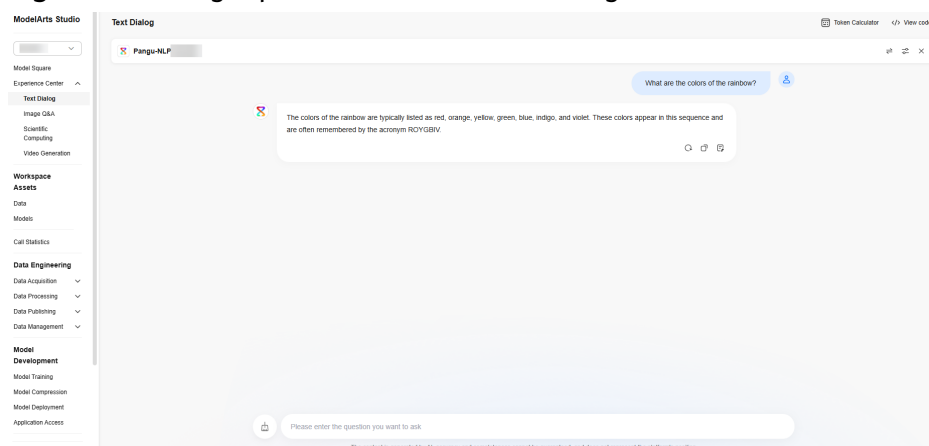 ModelArts Studio
Text Dialog
Token Calculator
View code
Pangu-NLP
Model Square
Experience Center
Text Dialog
Image Q&A
Scientific
Computing
Video Generation
Workspace
Assets
Data
Models
Call Statistics
Data Engineering
Data Acquisition
Data Processing
Data Publishing
Data Management
Model
Development
Model Training
Model Compression
Model Deployment
Application Access
What are the colors of the rainbow?
The colors of the rainbow are typically listed as red, orange, yellow, green, blue, indigo, and violet. These colors appear in this sequence and
are often remembered by the acronym ROYGBIV.
Please enter the question you want to ask